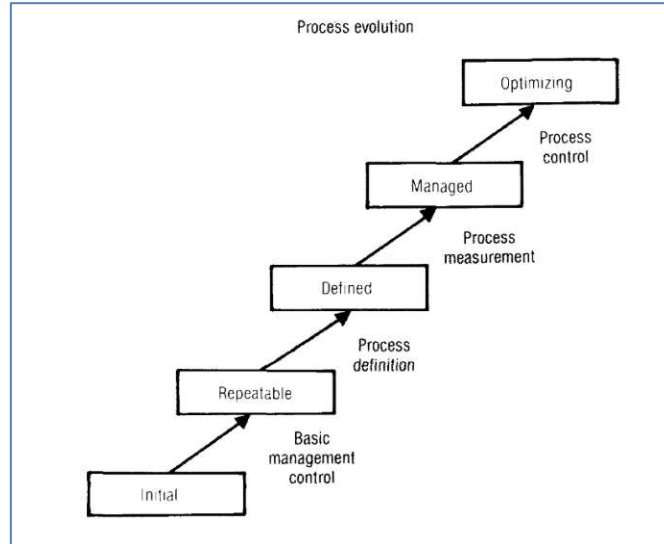 Process evolution
Optimizing
Process
control
Managed
Process
measurement
Defined
Process
definition
Repeatable
Basic
management
control
Initial